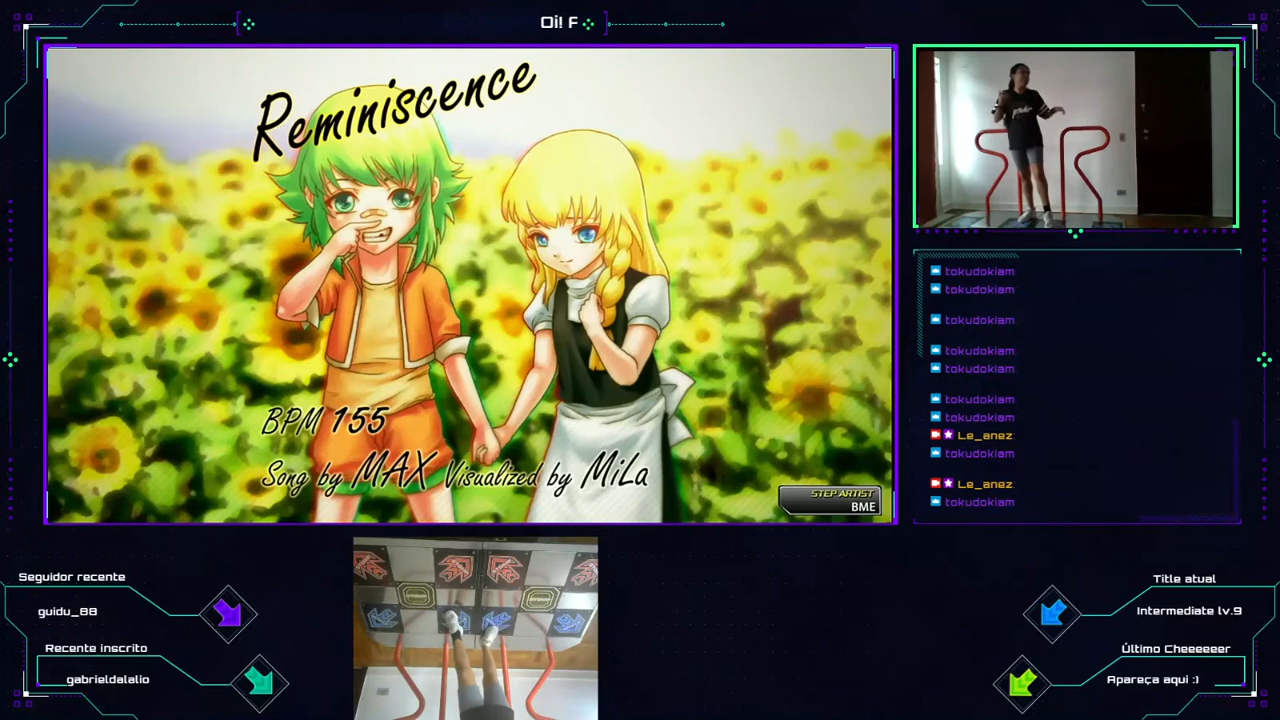 Oi! F
Reminiscence
BPM 155
Song by MAX Visualized by MiLa
STEP ARTIST
BME
tokudokiam
tokudokiam
tokudokiam
tokudokiam
tokudokiam
tokudokiam
tokudokiam
Le_anez:
tokudokiam
Le_anez:
tokudokiam
Seguidor recente
guidu_88
Recente inscrito
gabrieldalalio
Title atual
Intermediate lv.9
Último Cheeeeeer
Apareça aqui :)